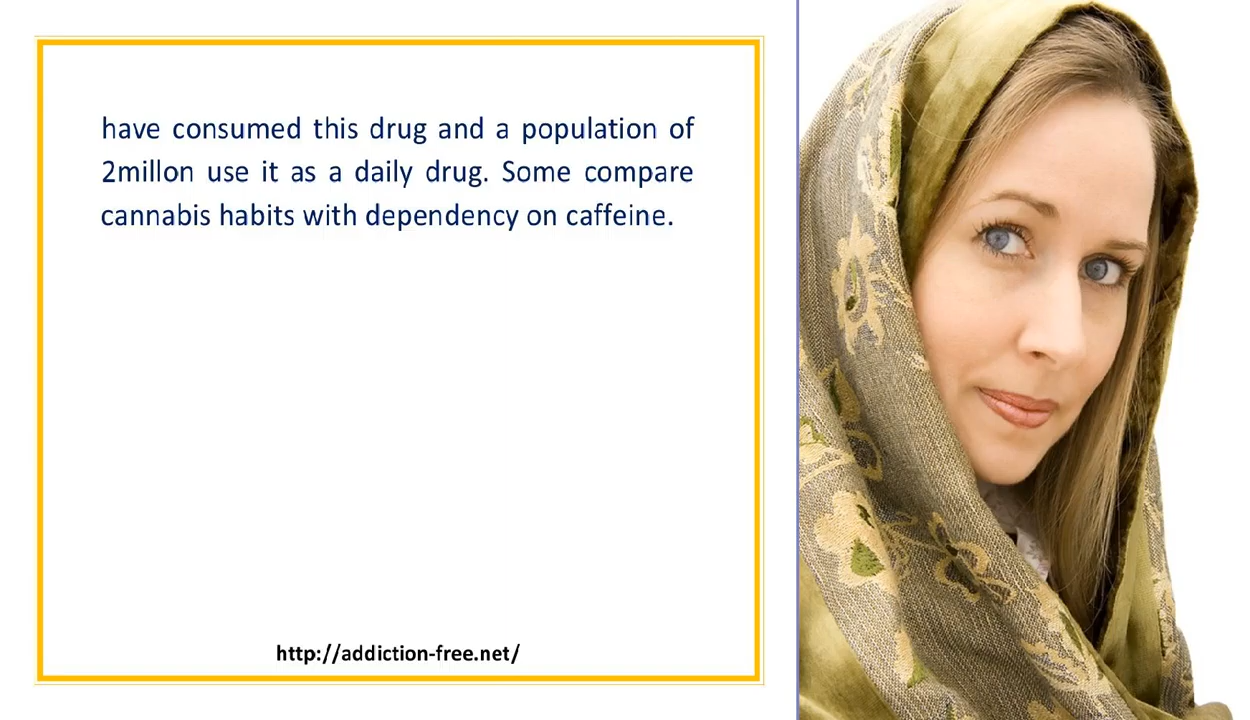 have consumed this drug and a population of
2millon use it as a daily drug. Some compare
cannabis habits with dependency on caffeine.
http://addiction-free.net/